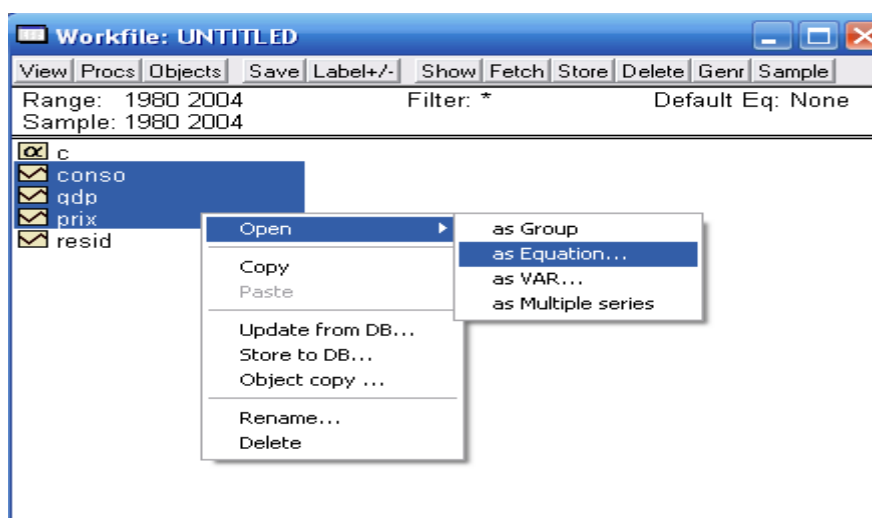 Workfile: UNTITLED
View Procs Objects Save Label+/- Show Fetch Store Delete Genr Sample
Range: 1980 2004 Filter: * Default Eq: None
Sample: 1980 2004
c
conso
gdp
prix
resid
Open
Copy
Paste
Update from DB...
Store to DB...
Object copy ...
Rename...
Delete
as Group
as Equation...
as VAR...
as Multiple series